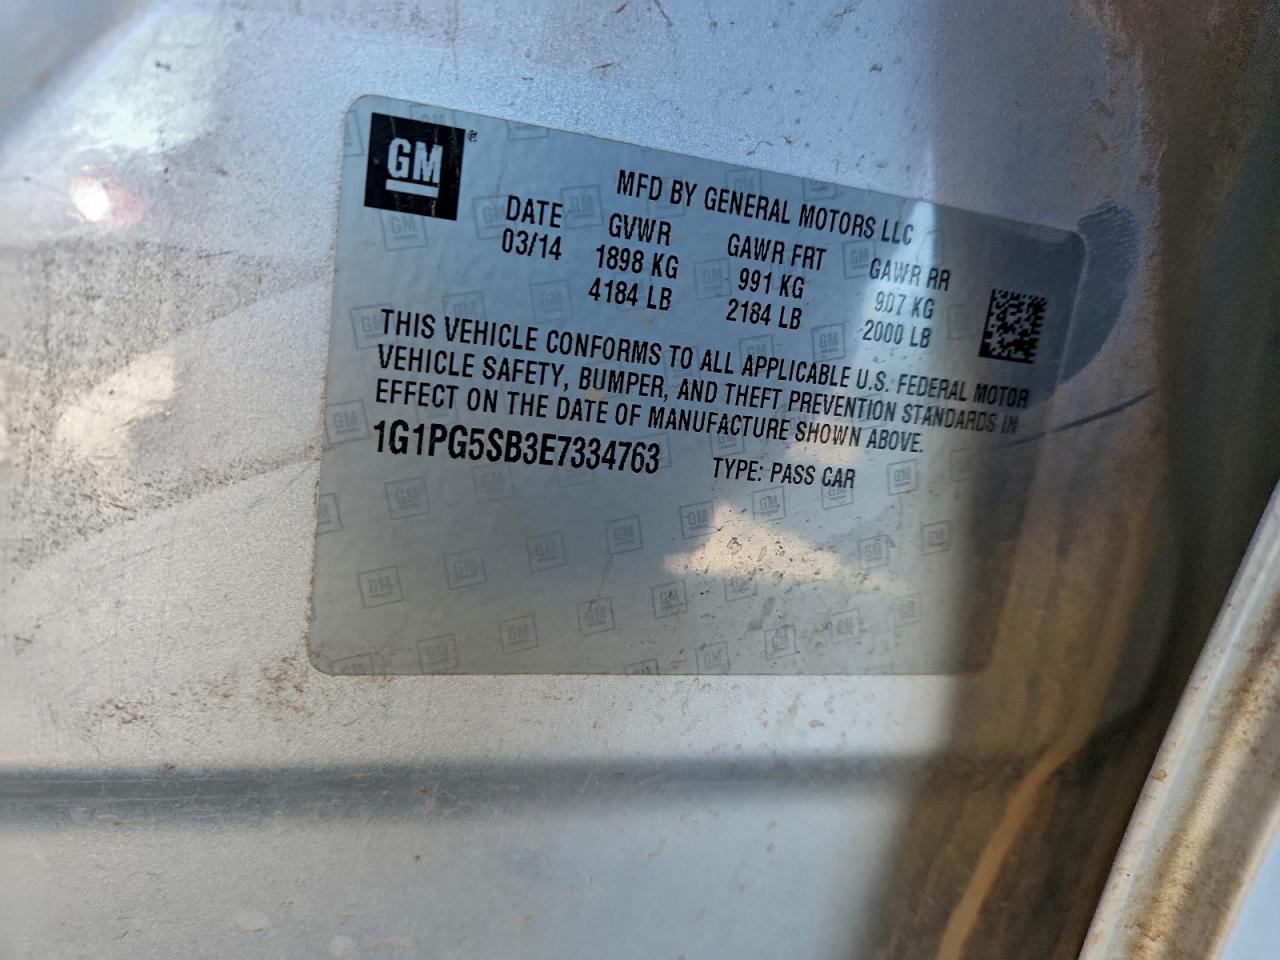 GM ®
MFD BY GENERAL MOTORS LLC
DATE GVWR GAWR FRT GAWR RR
03/14 1898 KG 991 KG 907 KG
4184 LB 2184 LB 2000 LB
THIS VEHICLE CONFORMS TO ALL APPLICABLE U.S. FEDERAL MOTOR
VEHICLE SAFETY, BUMPER, AND THEFT PREVENTION STANDARDS IN
EFFECT ON THE DATE OF MANUFACTURE SHOWN ABOVE.
1G1PG5SB3E7334763 TYPE: PASS CAR